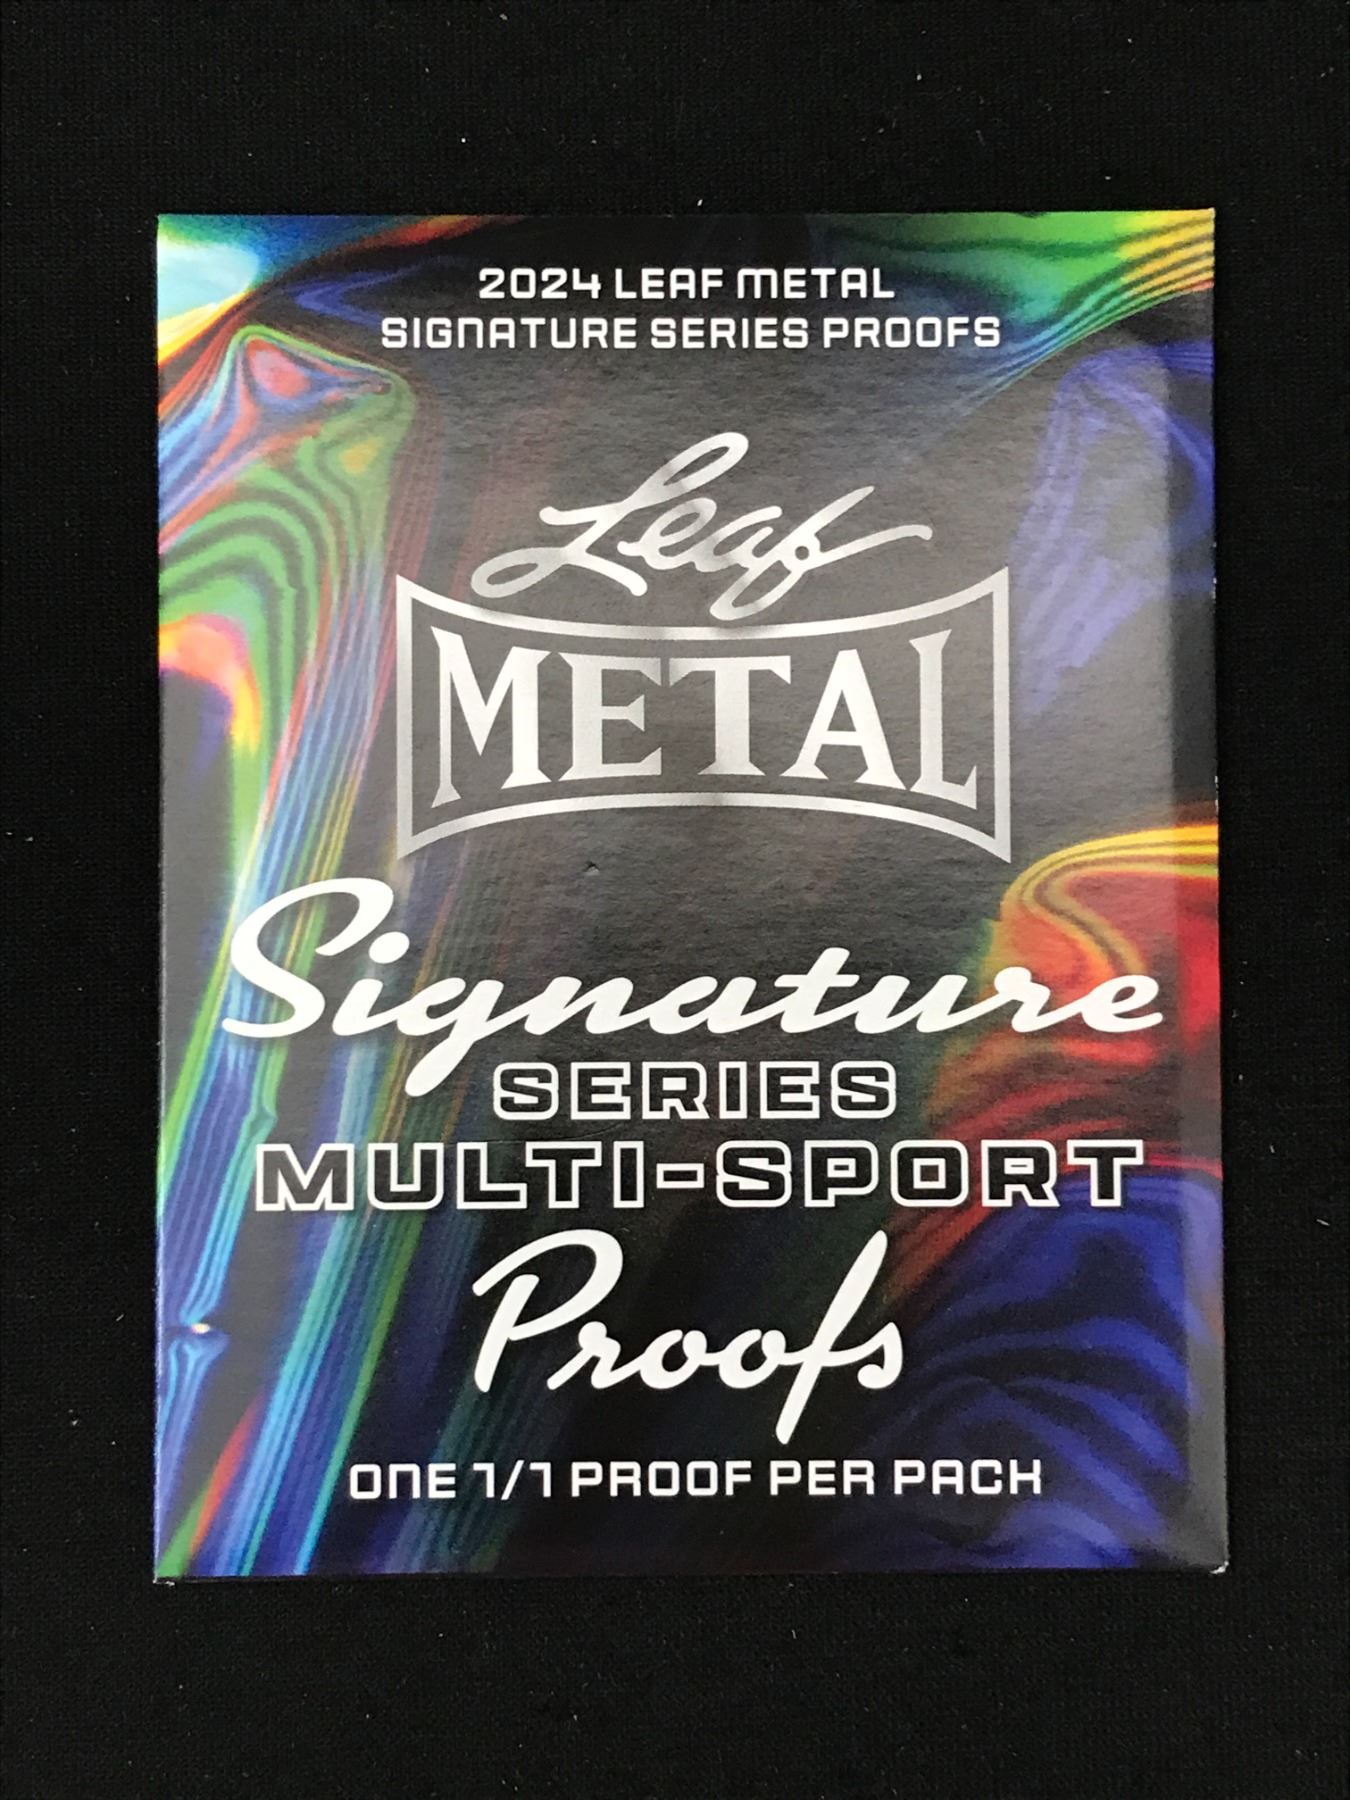 2024 LEAF METAL
SIGNATURE SERIES PROOFS
Leaf
METAL
Signature
SERIES
MULTI-SPORT
Proofs
ONE 1/1 PROOF PER PACK